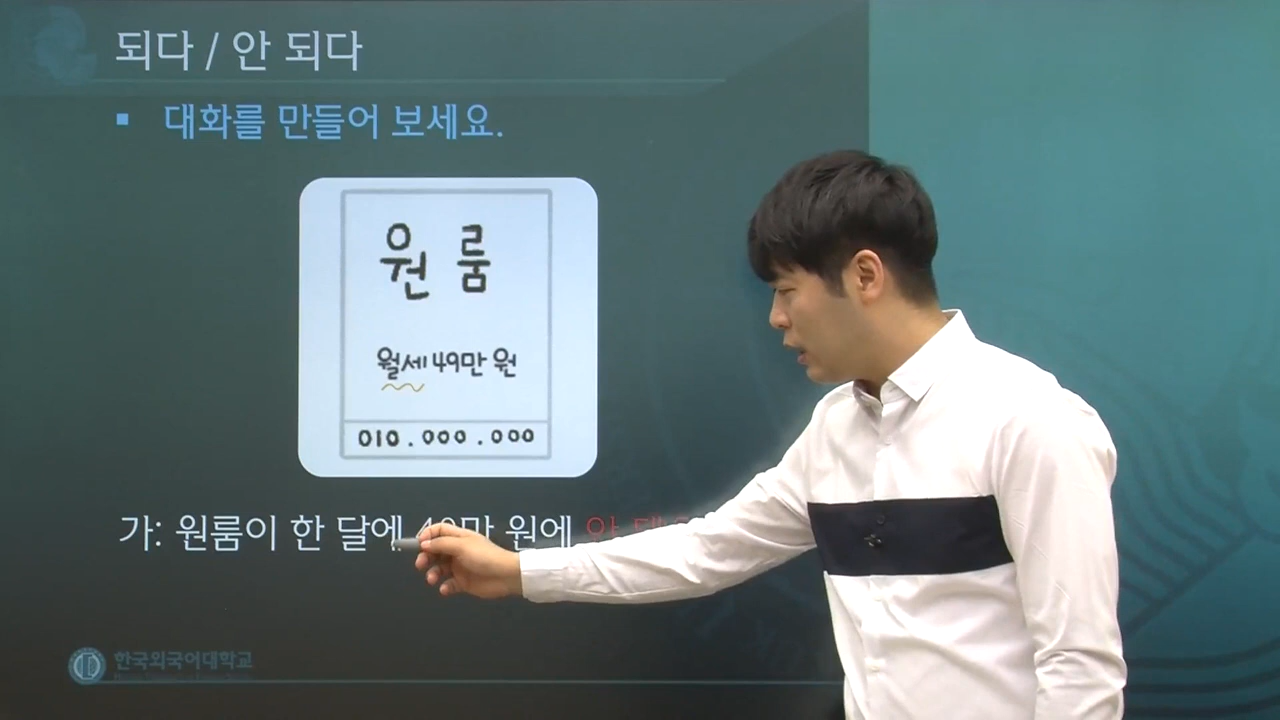 되다 / 안 되다
▪ 대화를 만들어 보세요.
원 룸
월세 49만 원
010.000.000
가: 원룸이 한 달에 만 원에
한국외국어대학교